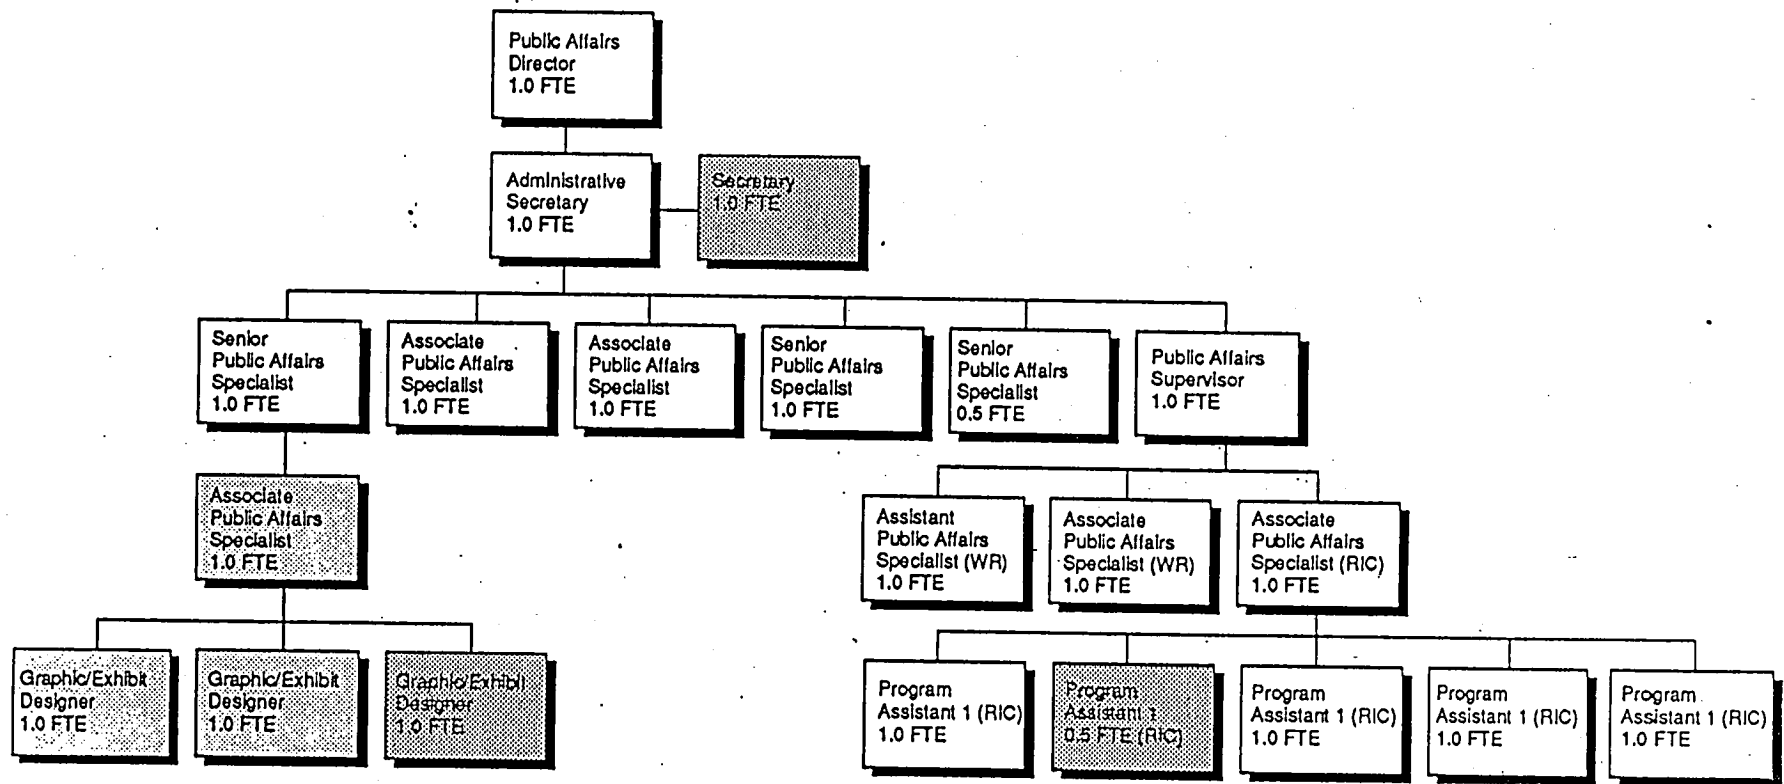 Public Affairs
Director
1.0 FTE
Administrative
Secretary
1.0 FTE
Secretary
1.0 FTE
Senior
Public Affairs
Specialist
1.0 FTE
Associate
Public Affairs
Specialist
1.0 FTE
Associate
Public Affairs
Specialist
1.0 FTE
Senior
Public Affairs
Specialist
1.0 FTE
Senior
Public Affairs
Specialist
0.5 FTE
Public Affairs
Supervisor
1.0 FTE
Associate
Public Affairs
Specialist
1.0 FTE
Assistant
Public Affairs
Specialist (WR)
1.0 FTE
Associate
Public Affairs
Specialist (WR)
1.0 FTE
Associate
Public Affairs
Specialist (RIC)
1.0 FTE
Graphic/Exhibit
Designer
1.0 FTE
Graphic/Exhibit
Designer
1.0 FTE
Graphic/Exhibit
Designer
1.0 FTE
Program
Assistant 1 (RIC)
1.0 FTE
Program
Assistant 1
0.5 FTE (RIC)
Program
Assistant 1 (RIC)
1.0 FTE
Program
Assistant 1 (RIC)
1.0 FTE
Program
Assistant 1 (RIC)
1.0 FTE